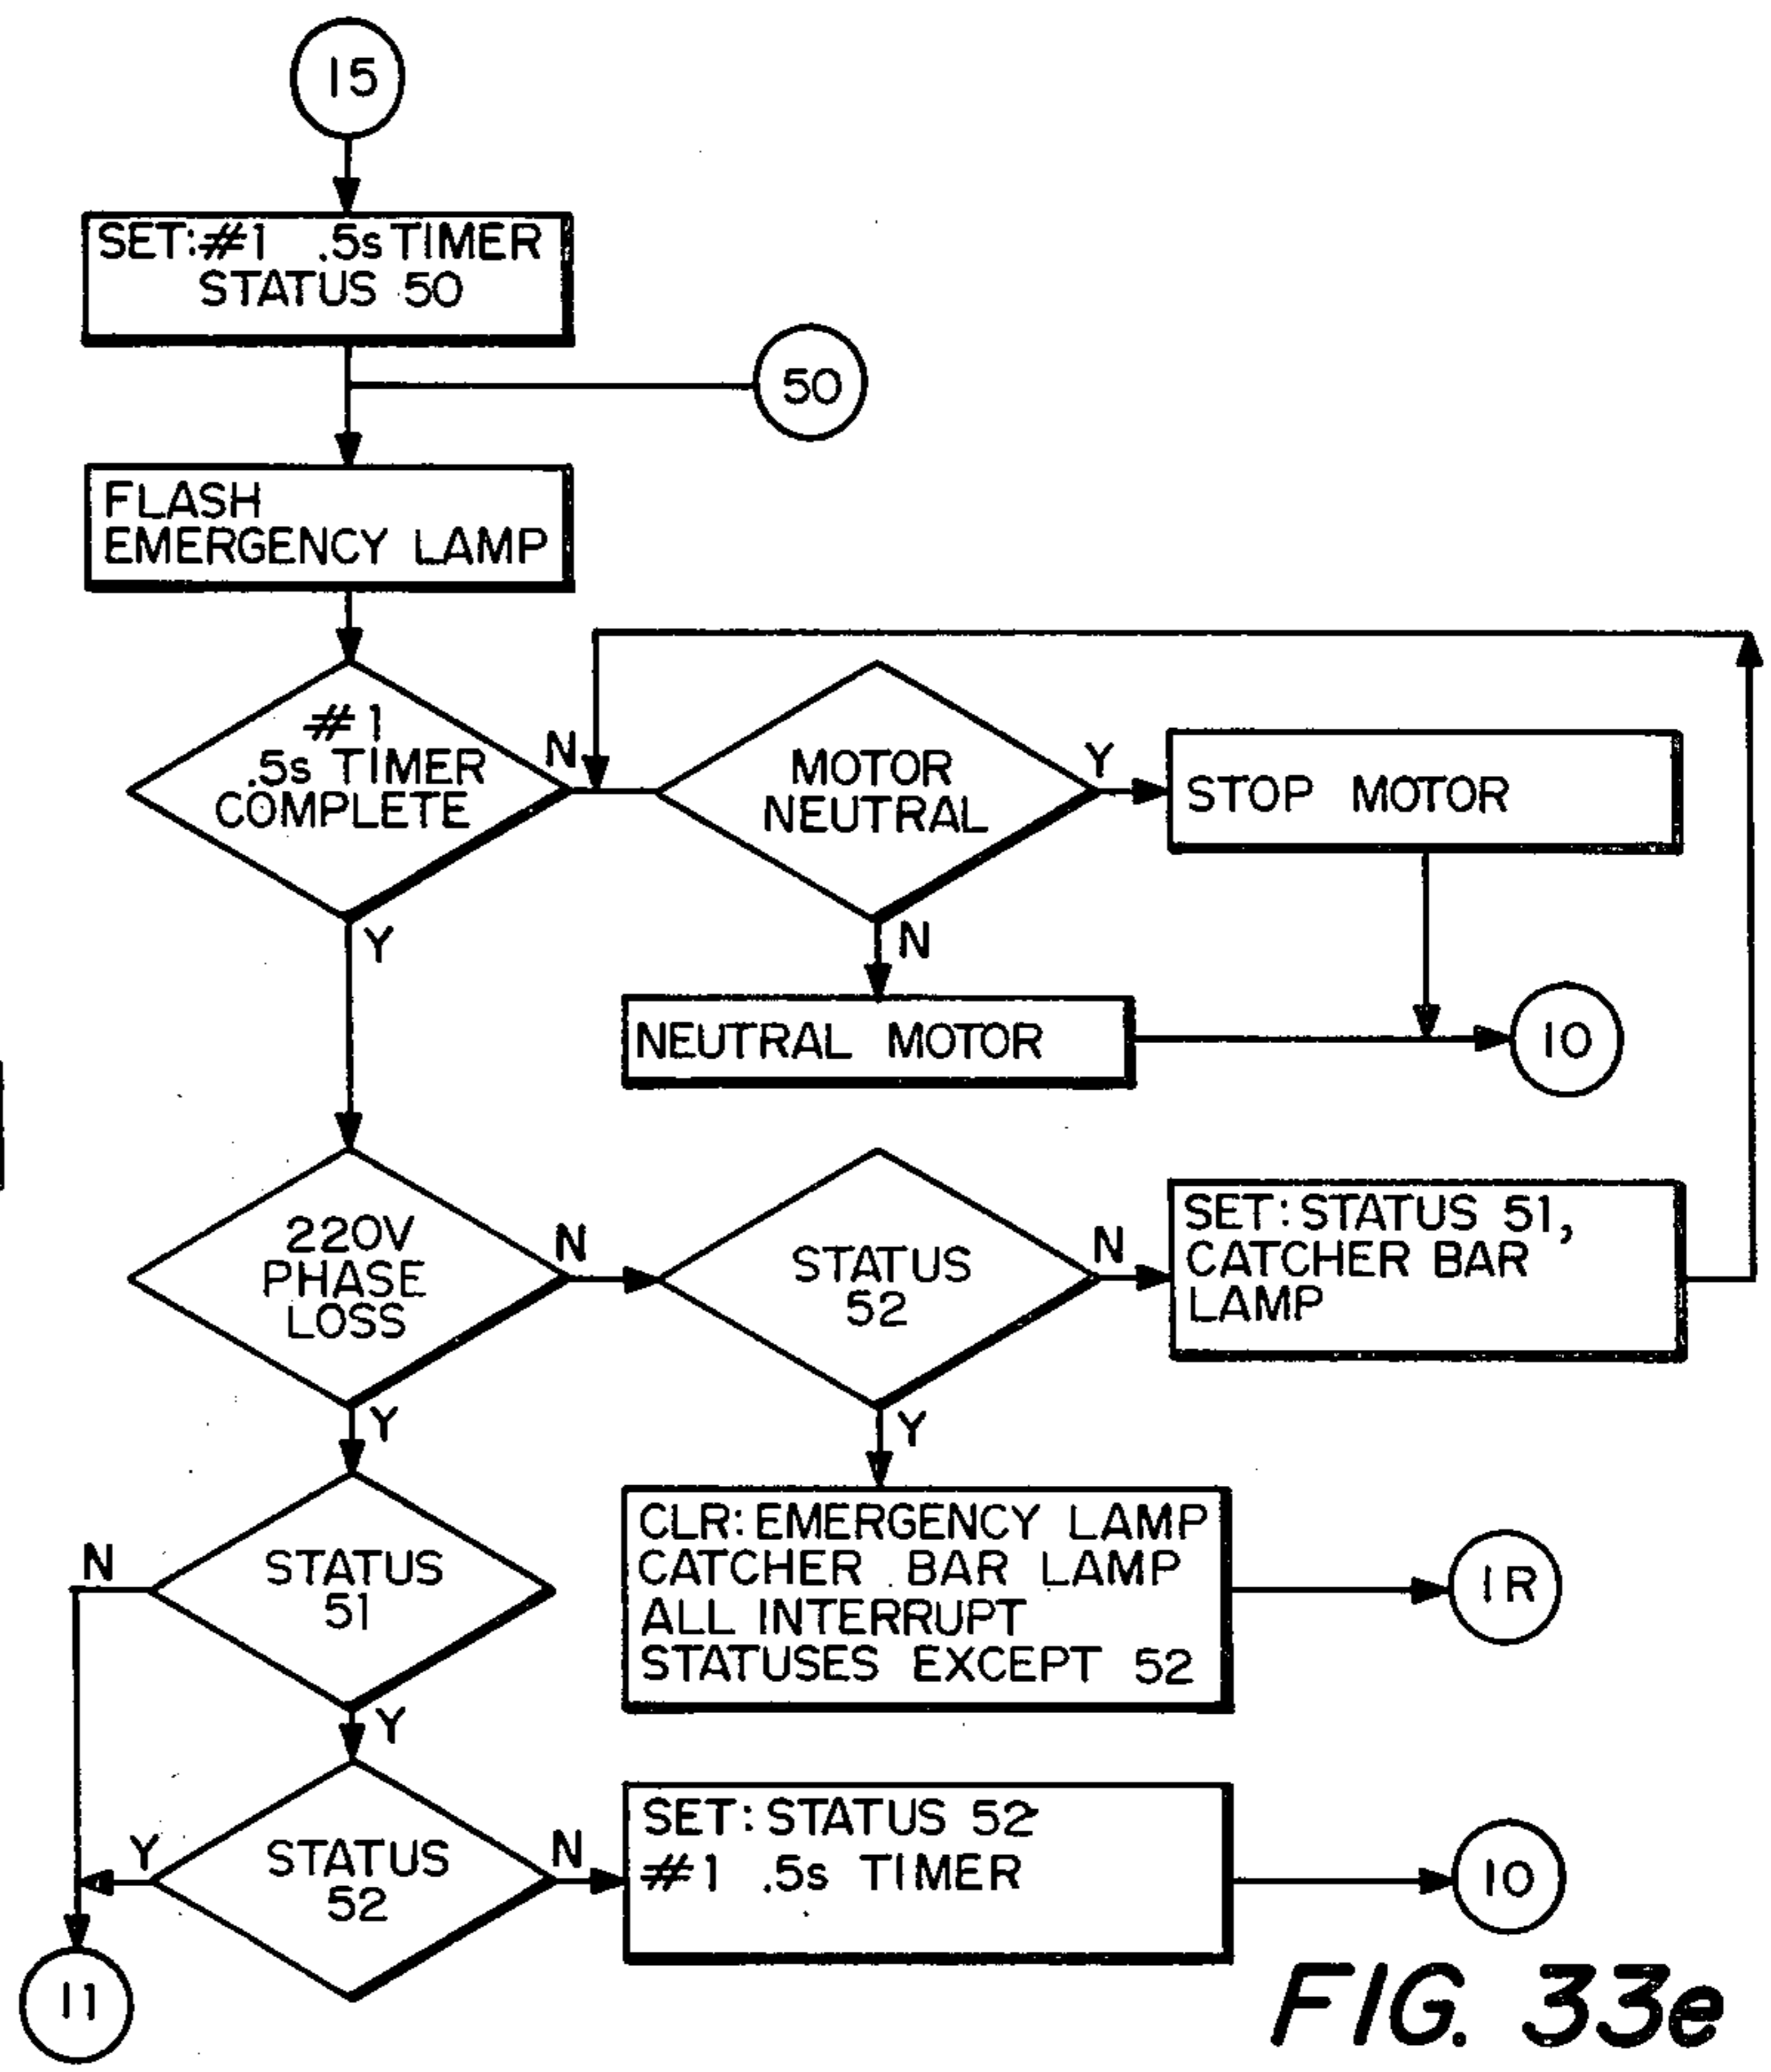 15
SET:#1 .5s TIMER
STATUS 50
50
FLASH
EMERGENCY LAMP
#1
.5s TIMER
COMPLETE
N
Y
MOTOR
NEUTRAL
Y
N
STOP MOTOR
NEUTRAL MOTOR
10
220V
PHASE
LOSS
N
Y
STATUS
52
N
Y
SET: STATUS 51,
CATCHER BAR
LAMP
STATUS
51
N
Y
CLR: EMERGENCY LAMP
CATCHER BAR LAMP
ALL INTERRUPT
STATUSES EXCEPT 52
1R
STATUS
52
Y
N
SET: STATUS 52
#1 .5s TIMER
10
11
FIG. 33e